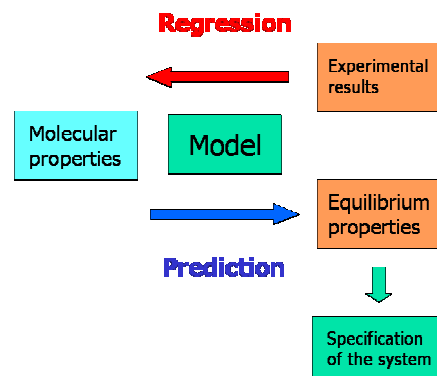 Regression
Experimental
results
Molecular
properties
Model
Equilibrium
properties
Prediction
Specification
of the system